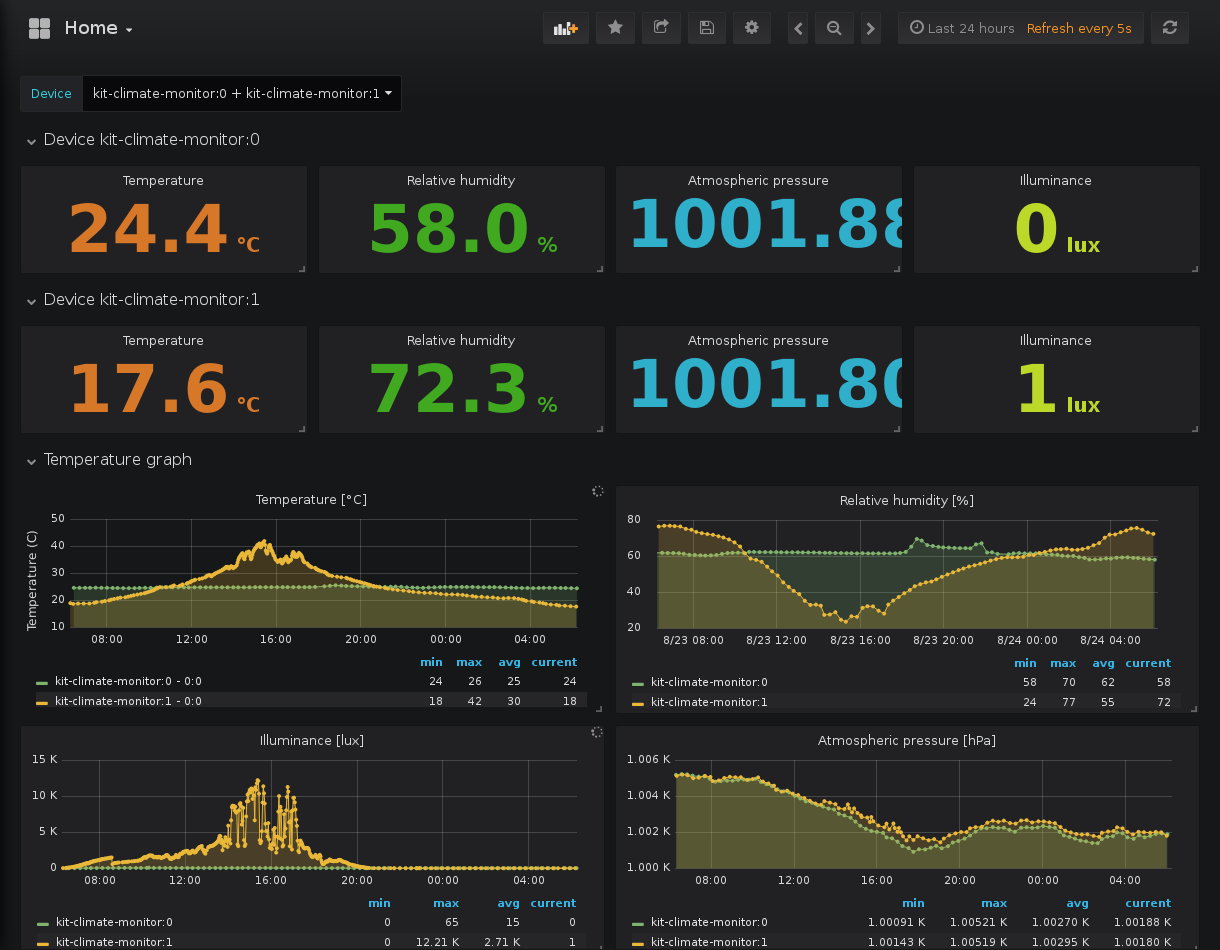 Home
Last 24 hours Refresh every 5s
Device kit-climate-monitor:0 + kit-climate-monitor:1
Device kit-climate-monitor:0
Temperature Relative humidity Atmospheric pressure Illuminance
24.4 °C 58.0 % 1001.88 0 lux
Device kit-climate-monitor:1
Temperature Relative humidity Atmospheric pressure Illuminance
17.6 °C 72.3 % 1001.80 1 lux
Temperature graph
Temperature [°C]
Temperature (C)
50
40
30
20
10
08:00 12:00 16:00 20:00 00:00 04:00
min max avg current
kit-climate-monitor:0 - 0:0 24 26 25 24
kit-climate-monitor:1 - 0:0 18 42 30 18
Relative humidity [%]
80
60
40
20
8/23 08:00 8/23 12:00 8/23 16:00 8/23 20:00 8/24 00:00 8/24 04:00
min max avg current
kit-climate-monitor:0 58 70 62 58
kit-climate-monitor:1 24 77 55 72
Illuminance [lux]
15 K
10 K
5 K
0
08:00 12:00 16:00 20:00 00:00 04:00
min max avg current
kit-climate-monitor:0 0 65 15 0
kit-climate-monitor:1 0 12.21 K 2.71 K 1
Atmospheric pressure [hPa]
1.006 K
1.004 K
1.002 K
1.000 K
08:00 12:00 16:00 20:00 00:00 04:00
min max avg current
kit-climate-monitor:0 1.00091 K 1.00521 K 1.00270 K 1.00188 K
kit-climate-monitor:1 1.00143 K 1.00519 K 1.00295 K 1.00180 K